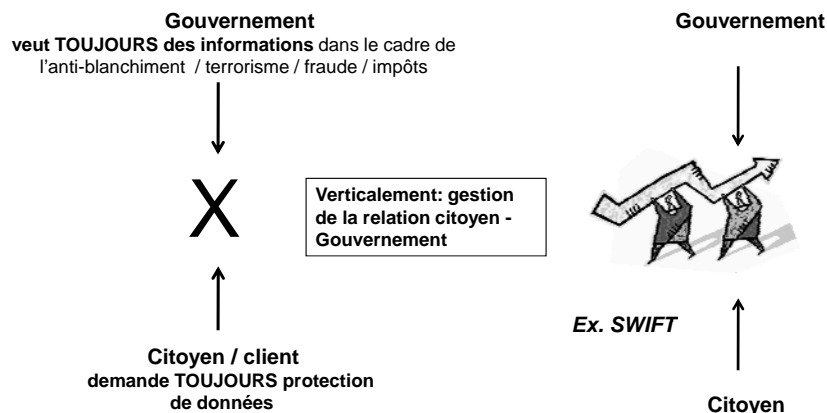 Gouvernement
veut TOUJOURS des informations dans le cadre de
l'anti-blanchiment / terrorisme / fraude / impôts
X
Citoyen / client
demande TOUJOURS protection
de données
Verticalement: gestion
de la relation citoyen -
Gouvernement
Gouvernement
Ex. SWIFT
Citoyen